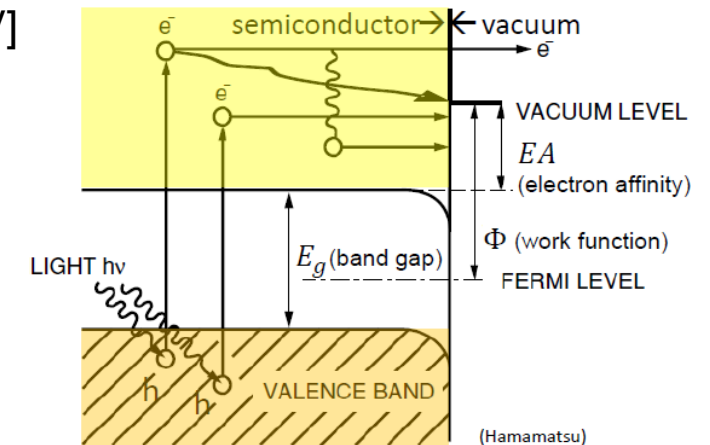 /]
e⁻
semiconductor
vacuum
e⁻
e⁻
VACUUM LEVEL
EA
(electron affinity)
Φ (work function)
E_g (band gap)
LIGHT hν
FERMI LEVEL
h
h
VALENCE BAND
(Hamamatsu)